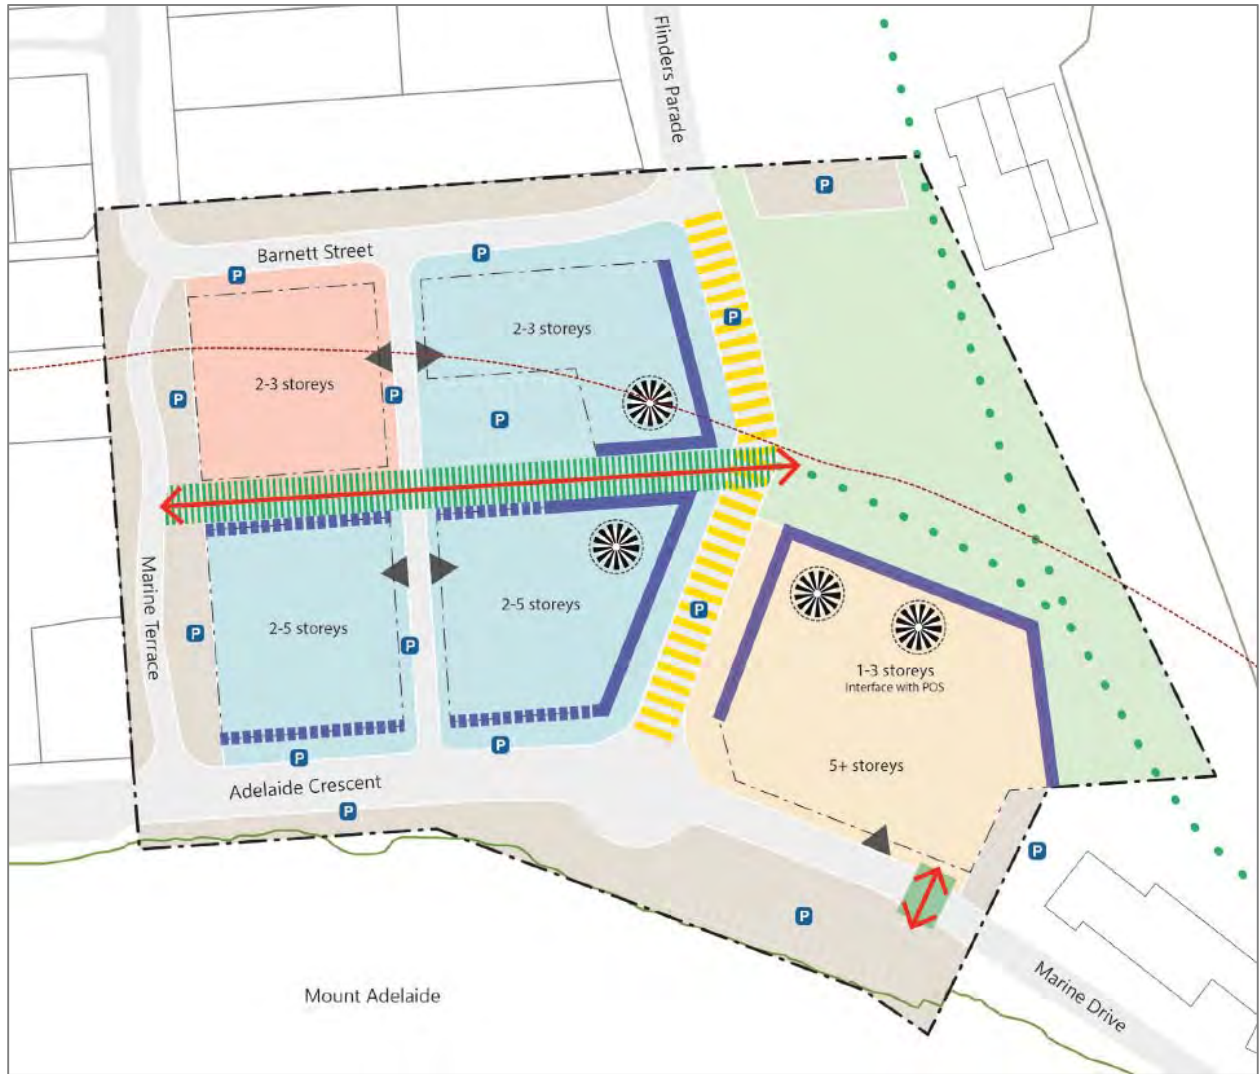 Flinders Parade
P
Barnett Street
P
P
2-3 storeys
P
2-3 storeys
P
P
P
Marine Terrace
2-5 storeys
P
2-5 storeys
P
P
1-3 storeys
Interface with POS
P
P
5+ storeys
Adelaide Crescent
P
P
P
Mount Adelaide
Marine Drive